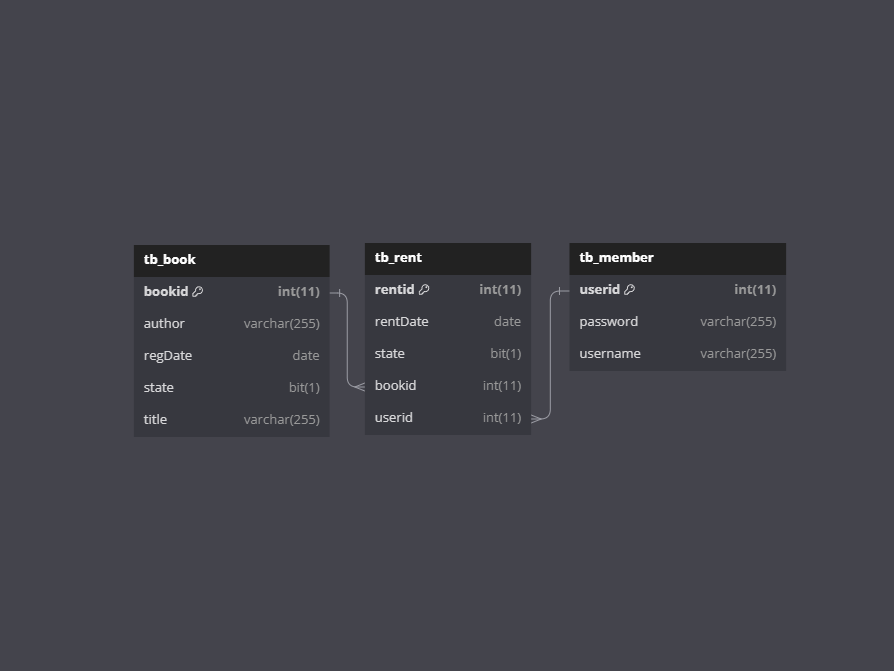 tb_book
bookid int(11)
author varchar(255)
regDate date
state bit(1)
title varchar(255)
tb_rent
rentid int(11)
rentDate date
state bit(1)
bookid int(11)
userid int(11)
tb_member
userid int(11)
password varchar(255)
username varchar(255)